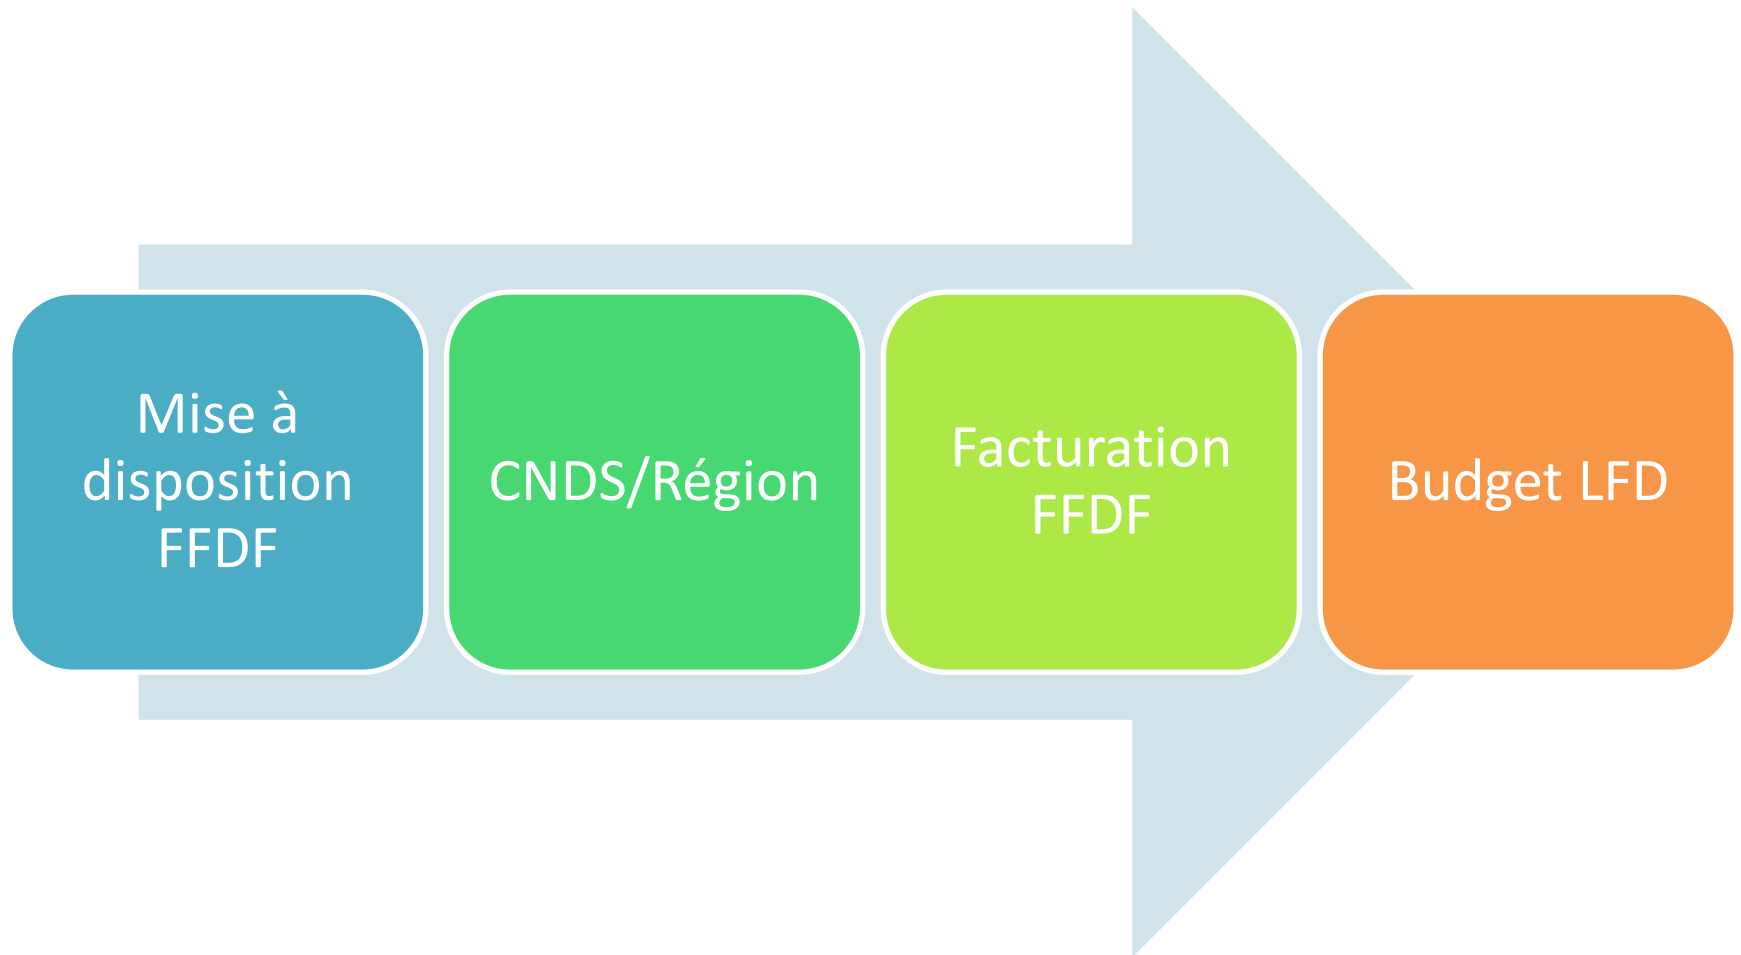 Mise à
disposition
FFDF
CNDS/Région
Facturation
FFDF
Budget LFD